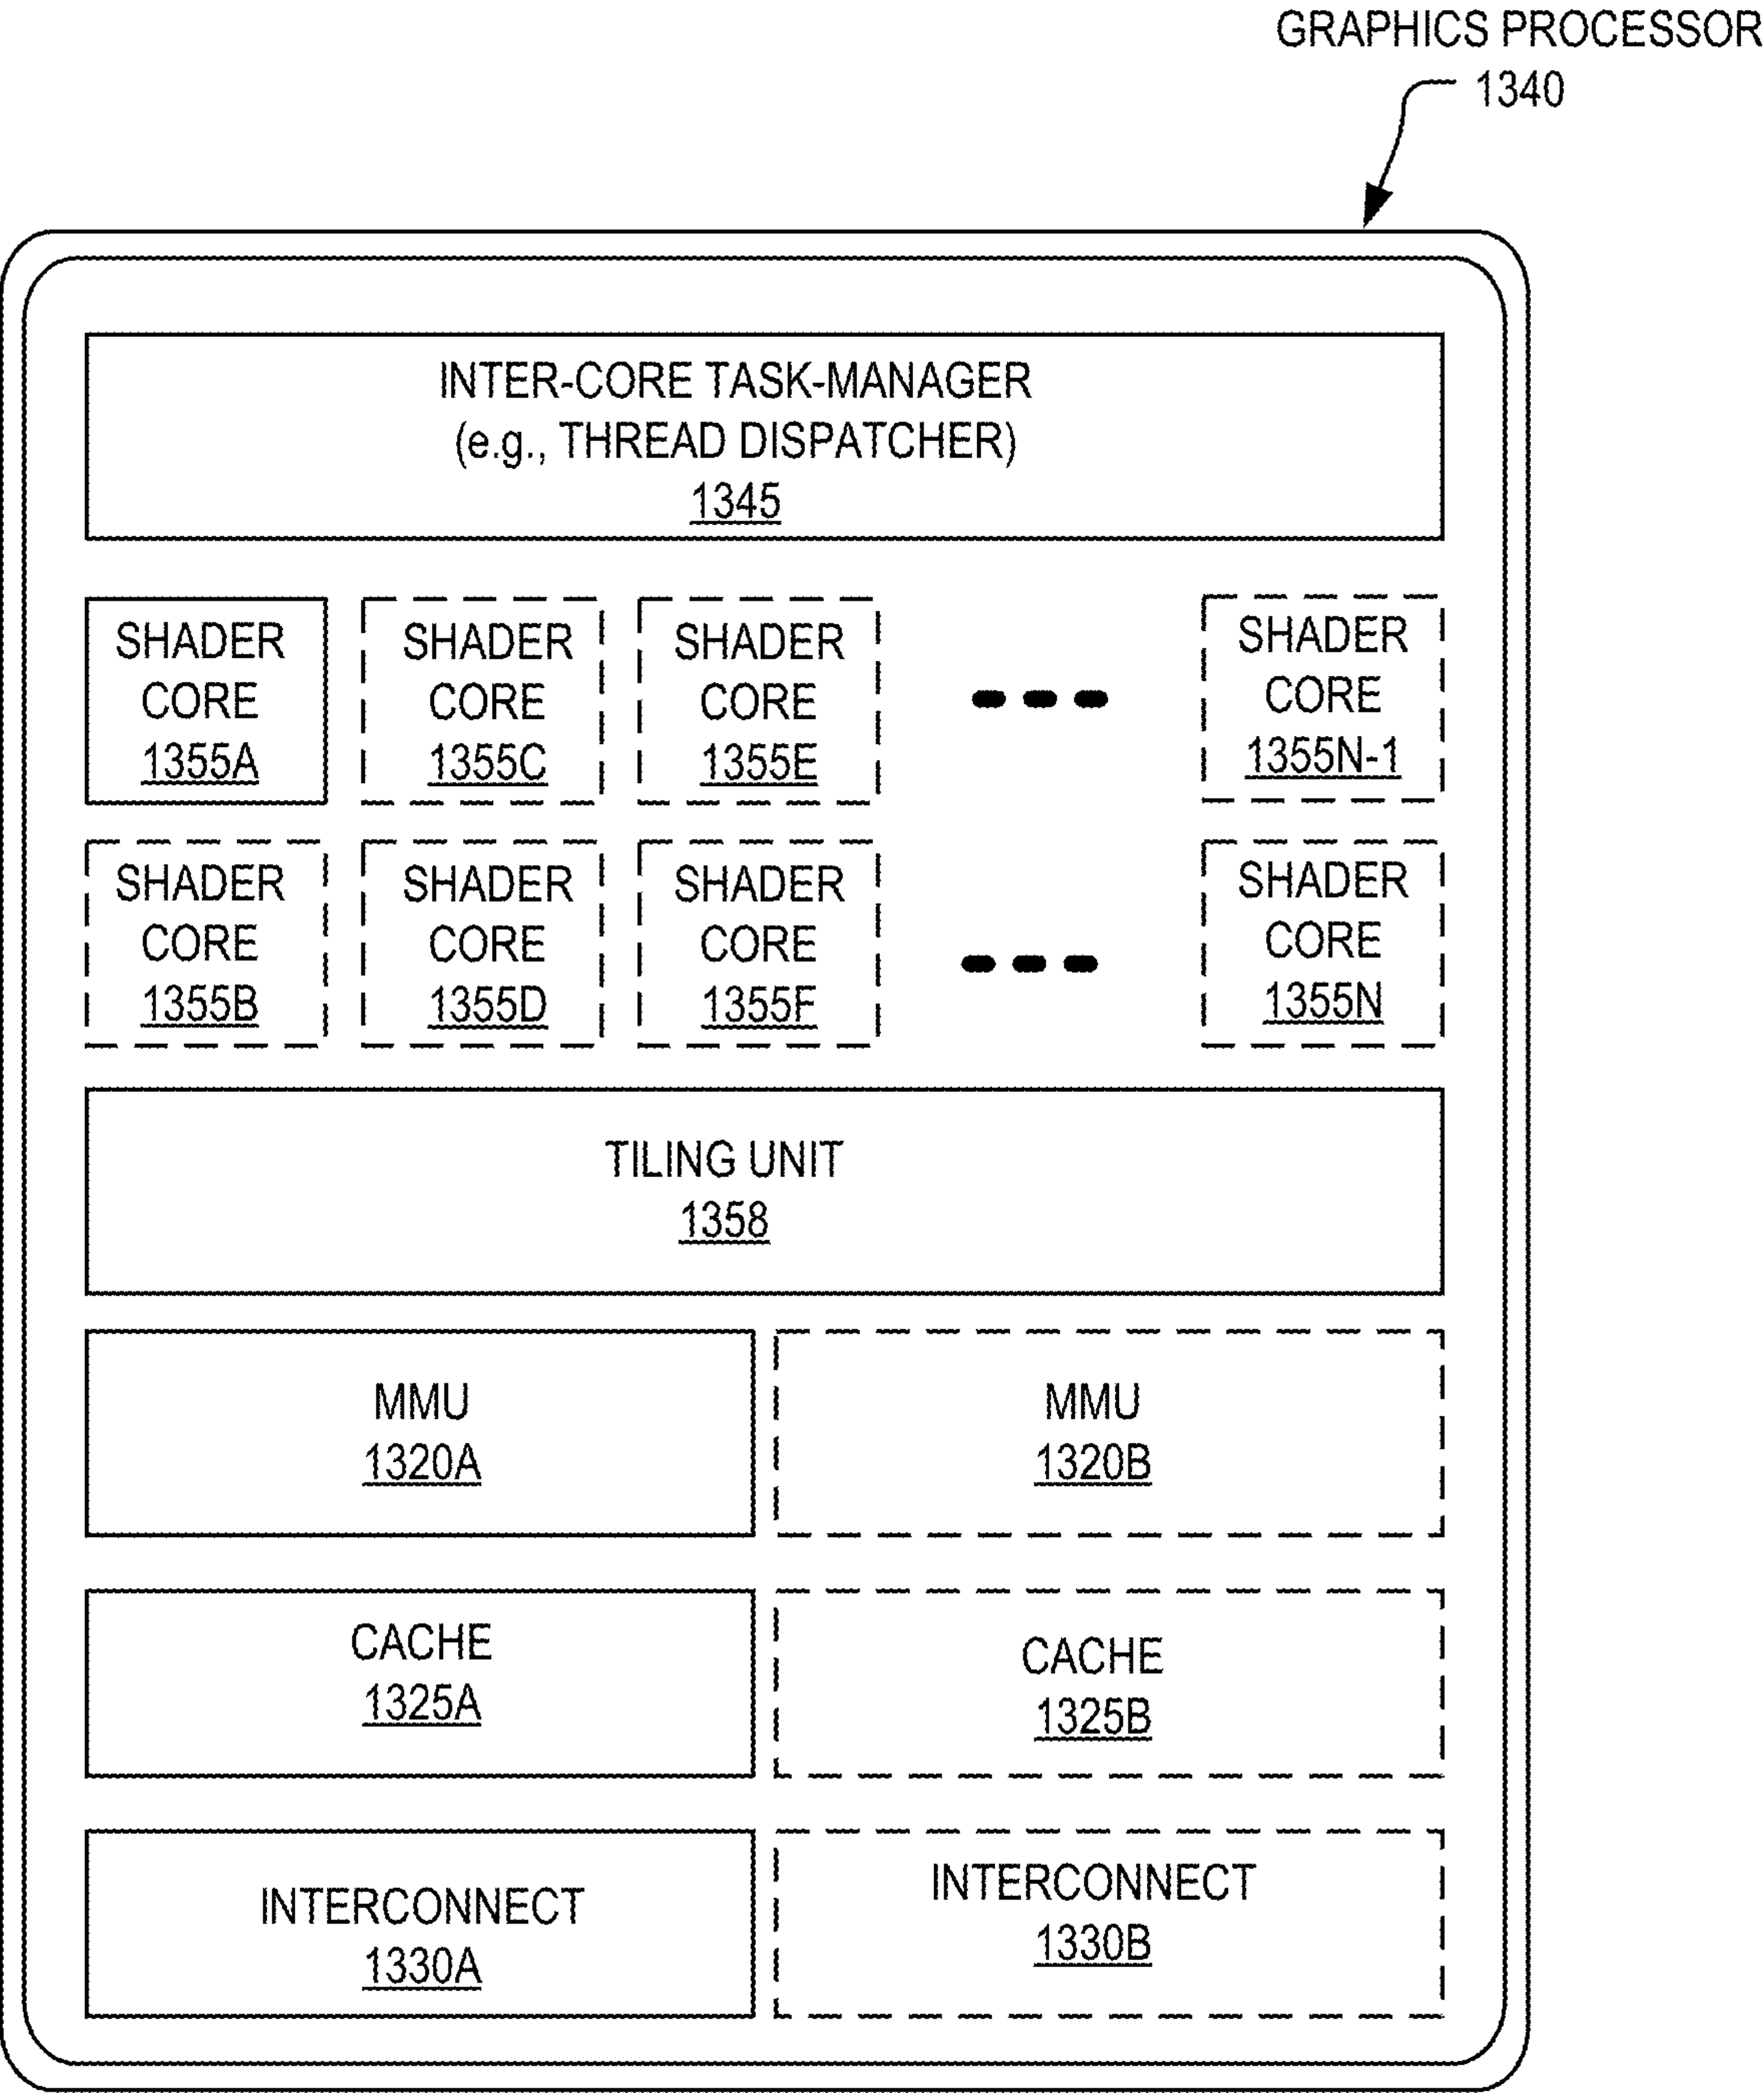 GRAPHICS PROCESSOR
1340
INTER-CORE TASK-MANAGER
(e.g., THREAD DISPATCHER)
1345
SHADER
CORE
1355A
SHADER
CORE
1355C
SHADER
CORE
1355E
SHADER
CORE
1355N-1
SHADER
CORE
1355B
SHADER
CORE
1355D
SHADER
CORE
1355F
SHADER
CORE
1355N
TILING UNIT
1358
MMU
1320A
MMU
1320B
CACHE
1325A
CACHE
1325B
INTERCONNECT
1330A
INTERCONNECT
1330B